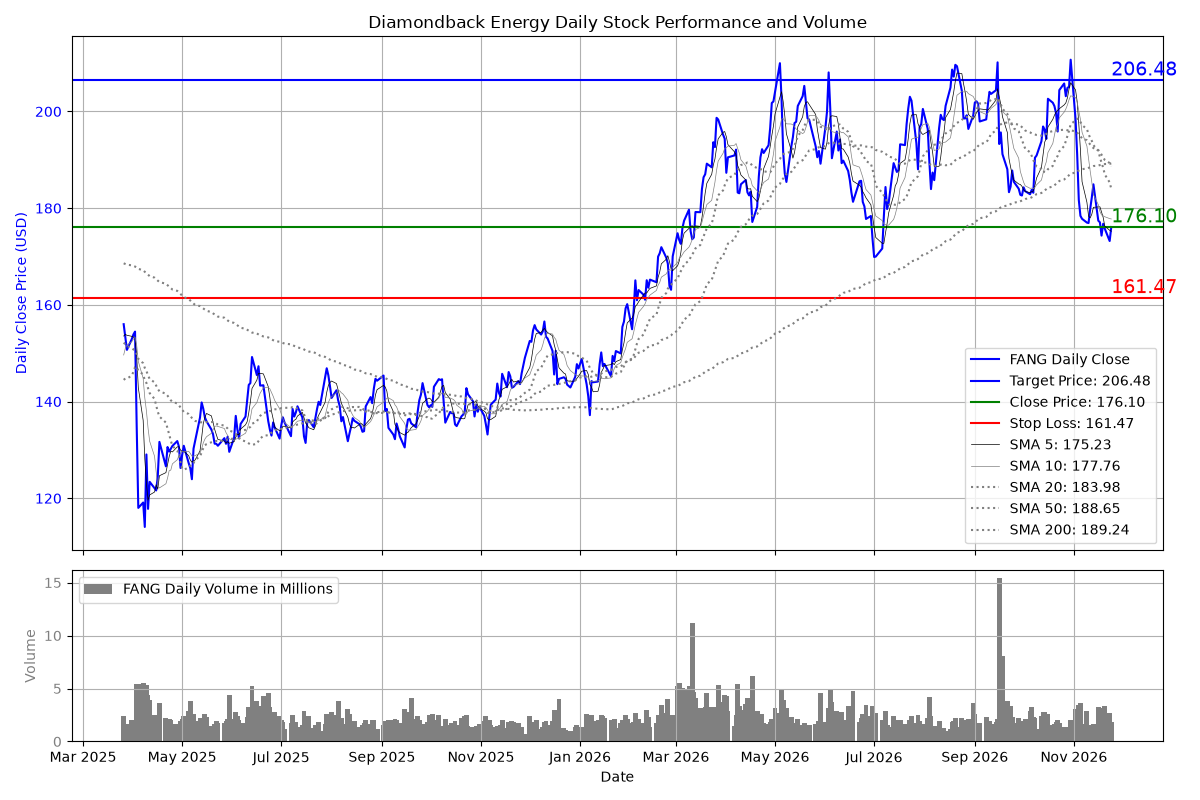 Diamondback Energy Daily Stock Performance and Volume
Daily Close Price (USD)
200
180
160
140
120
206.48
176.10
161.47
FANG Daily Close
Target Price: 206.48
Close Price: 176.10
Stop Loss: 161.47
SMA 5: 175.23
SMA 10: 177.76
SMA 20: 183.98
SMA 50: 188.65
SMA 200: 189.24
Volume
15
10
5
0
FANG Daily Volume in Millions
Mar 2025 May 2025 Jul 2025 Sep 2025 Nov 2025 Jan 2026 Mar 2026 May 2026 Jul 2026 Sep 2026 Nov 2026
Date